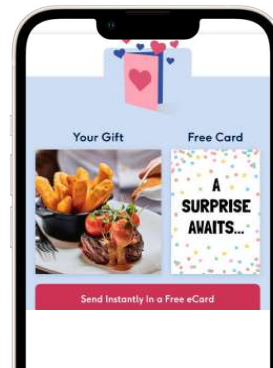 Your Gift
Free Card
A
SURPRISE
AWAITS...
Send Instantly In a Free eCard